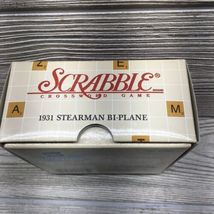 Z E
SCRABBLE®
CROSSWORD GAME
1931 STEARMAN BI-PLANE
A M